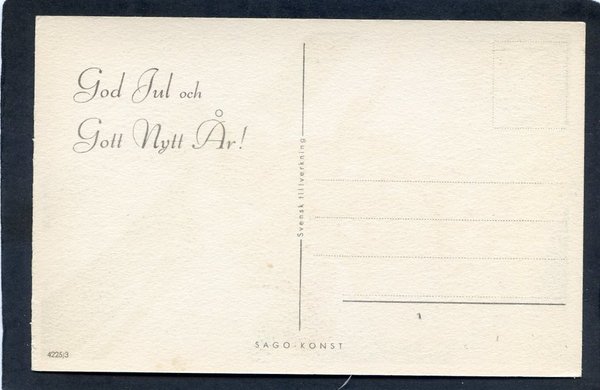 God Jul och
Gott Nytt År!
Svensk tillverkning
SAGO-KONST
4225/3